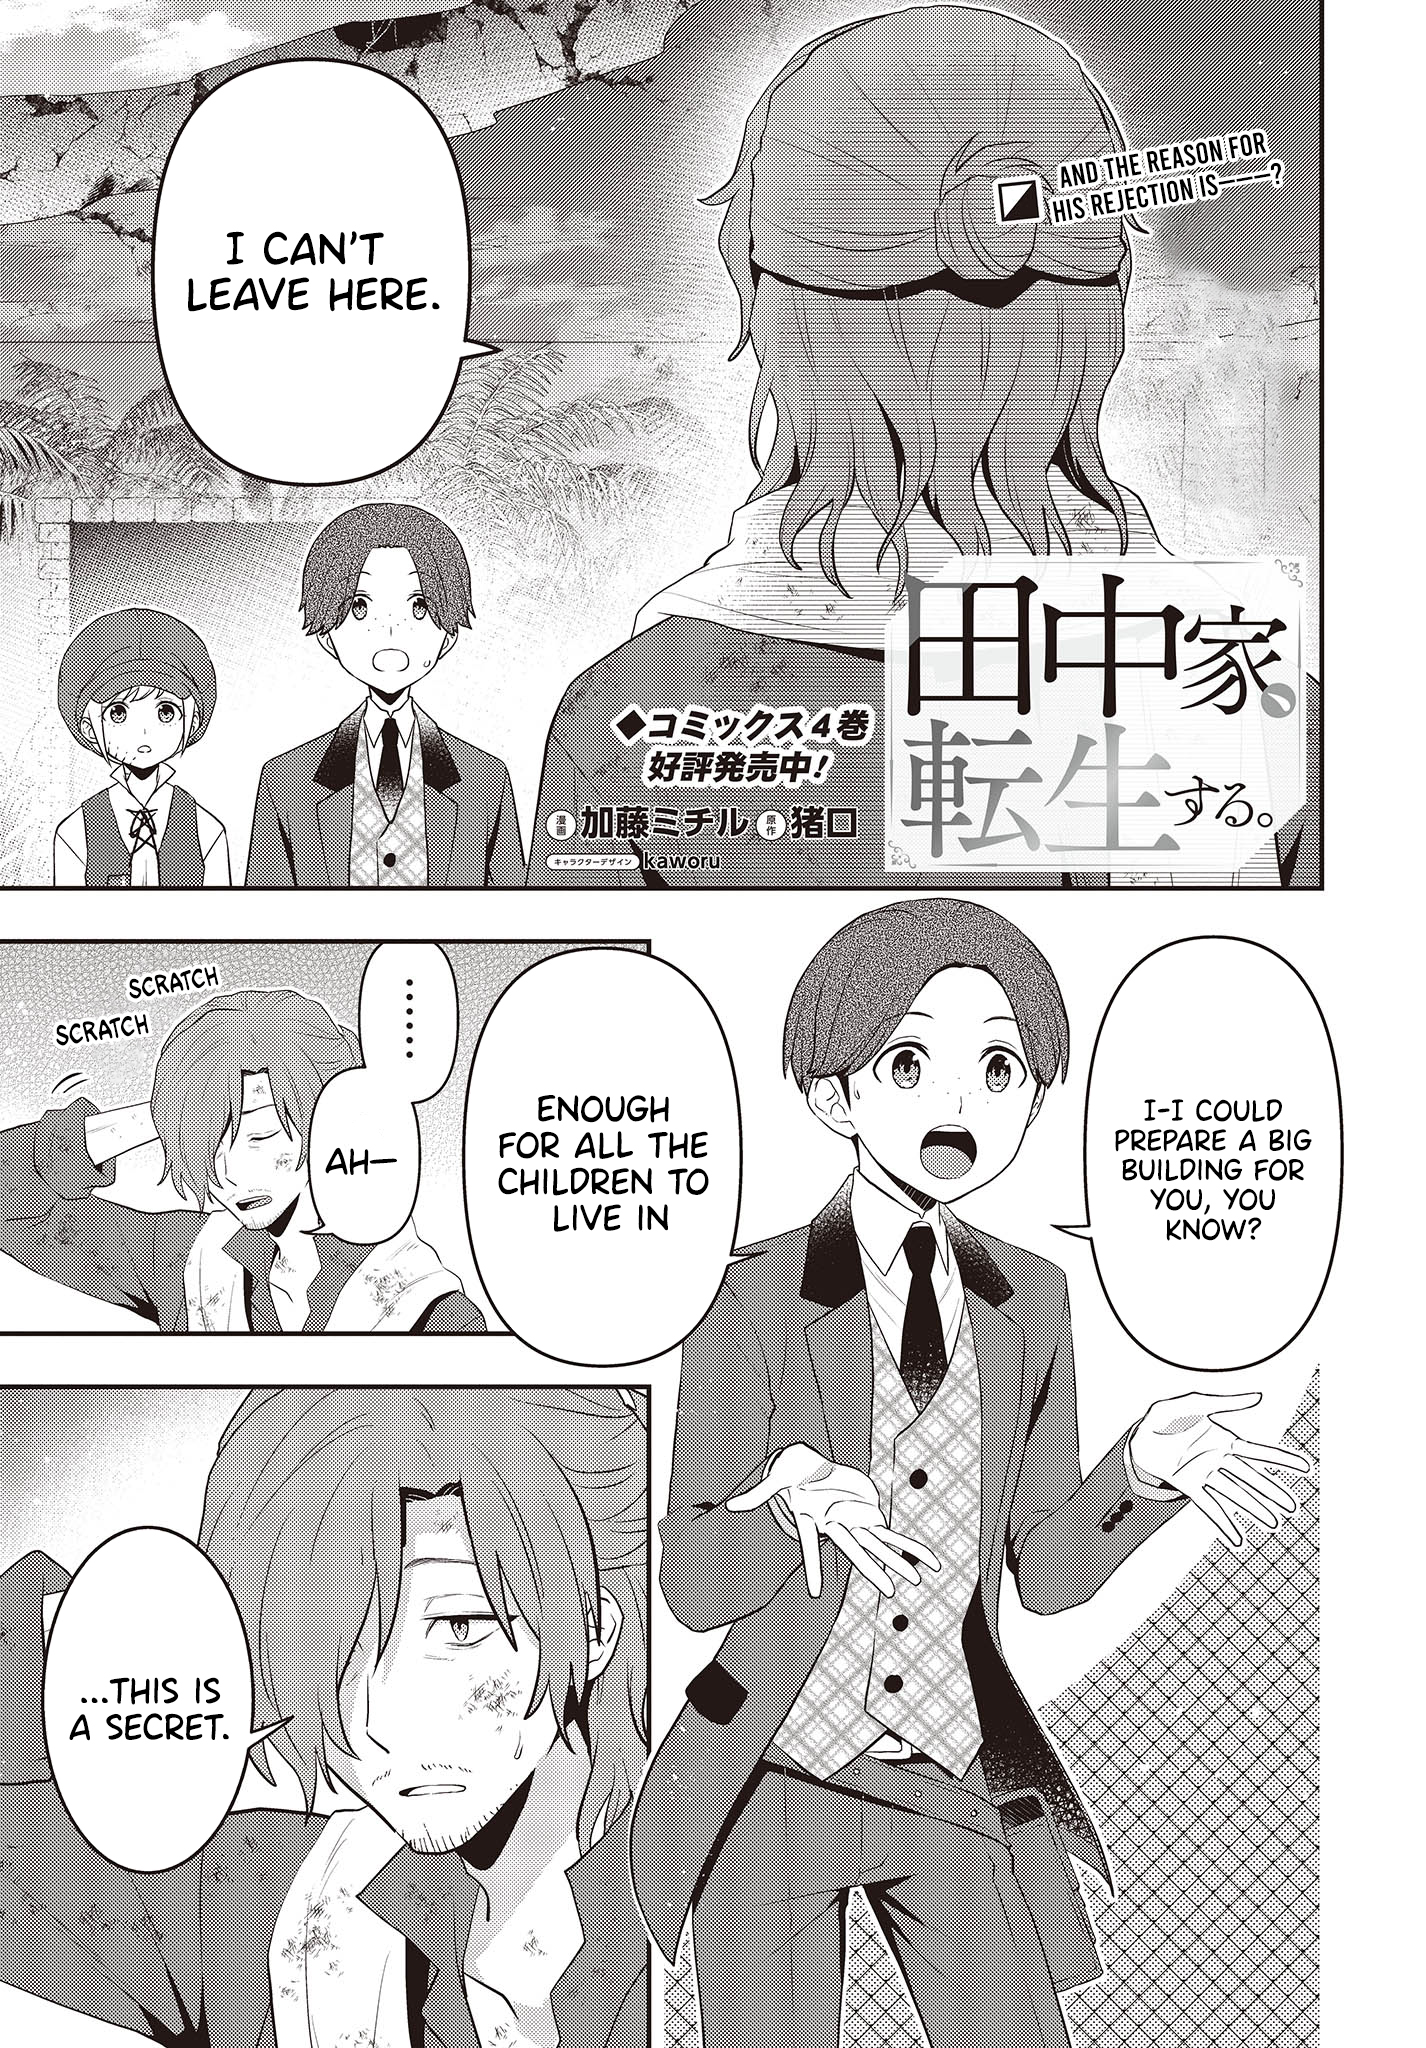 AND THE REASON FOR
HIS REJECTION IS———?
I CAN'T
LEAVE HERE.
田中家、
転生する。
◆コミックス4巻
好評発売中!
漫画 加藤ミチル 原作 猪口
キャラクターデザイン kaworu
I-I COULD
PREPARE A BIG
BUILDING FOR
YOU, YOU
KNOW?
ENOUGH
FOR ALL THE
CHILDREN TO
LIVE IN
......
AH—
SCRATCH
SCRATCH
...THIS IS
A SECRET.